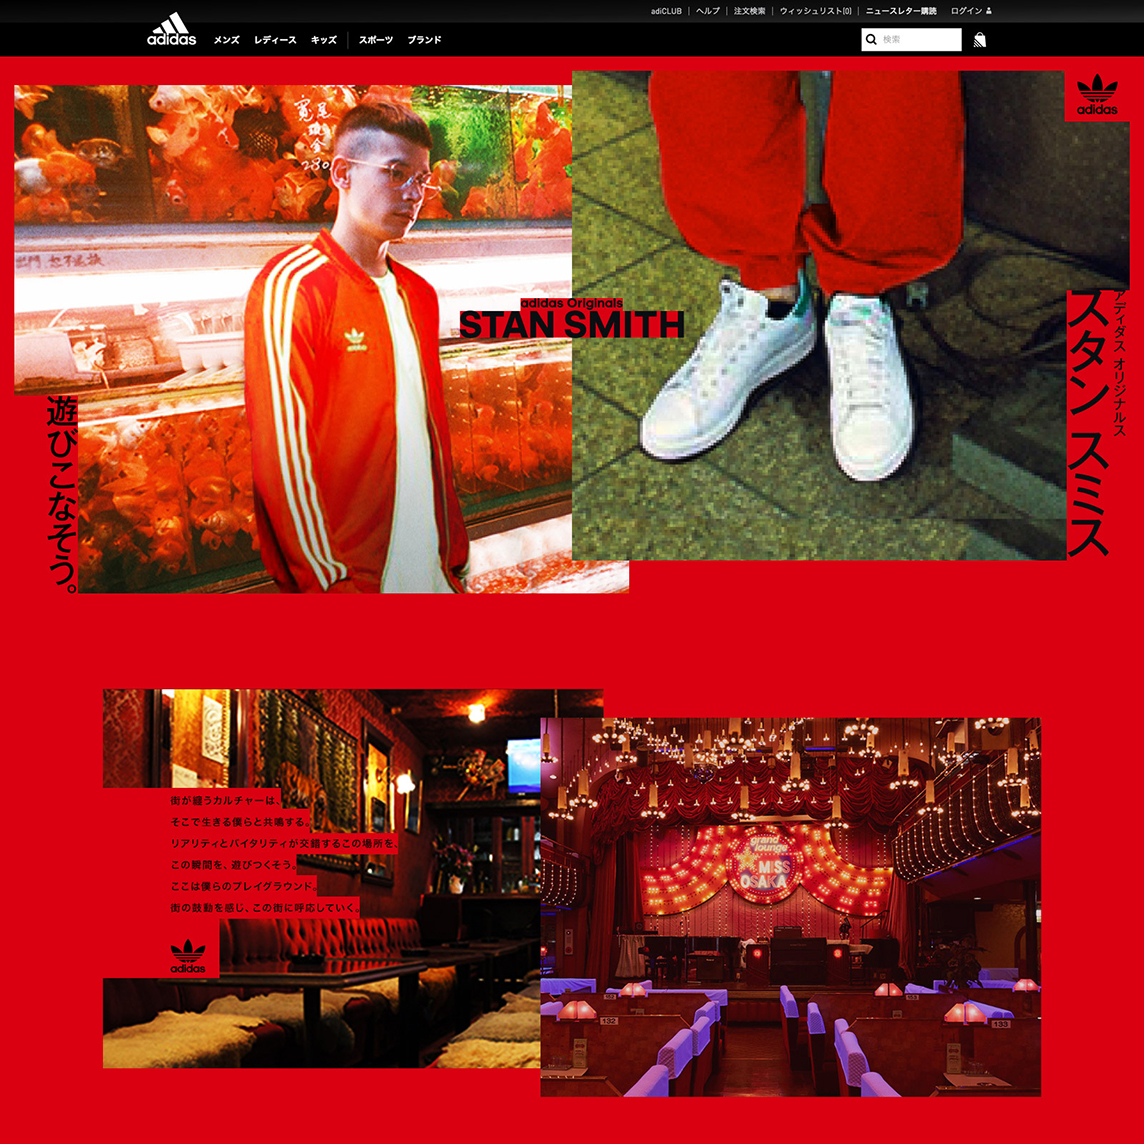 adiCLUB | ヘルプ | 注文検索 | ウィッシュリスト[0] | ニュースレター購読 ログイン
adidas メンズ レディース キッズ | スポーツ ブランド 検索
adidas
adidas
adidas Originals
STAN SMITH
アディダス オリジナルス
スタン スミス
遊びこなそう。
街が纏うカルチャーは、
そこで生きる僕らと共鳴する。
リアリティとバイタリティが交錯するこの場所を、
この瞬間を、遊びつくそう。
ここは僕らのプレイグラウンド。
街の鼓動を感じ、この街に呼応していく。
adidas
grand
lounge
MISS
OSAKA
152
153
132
133